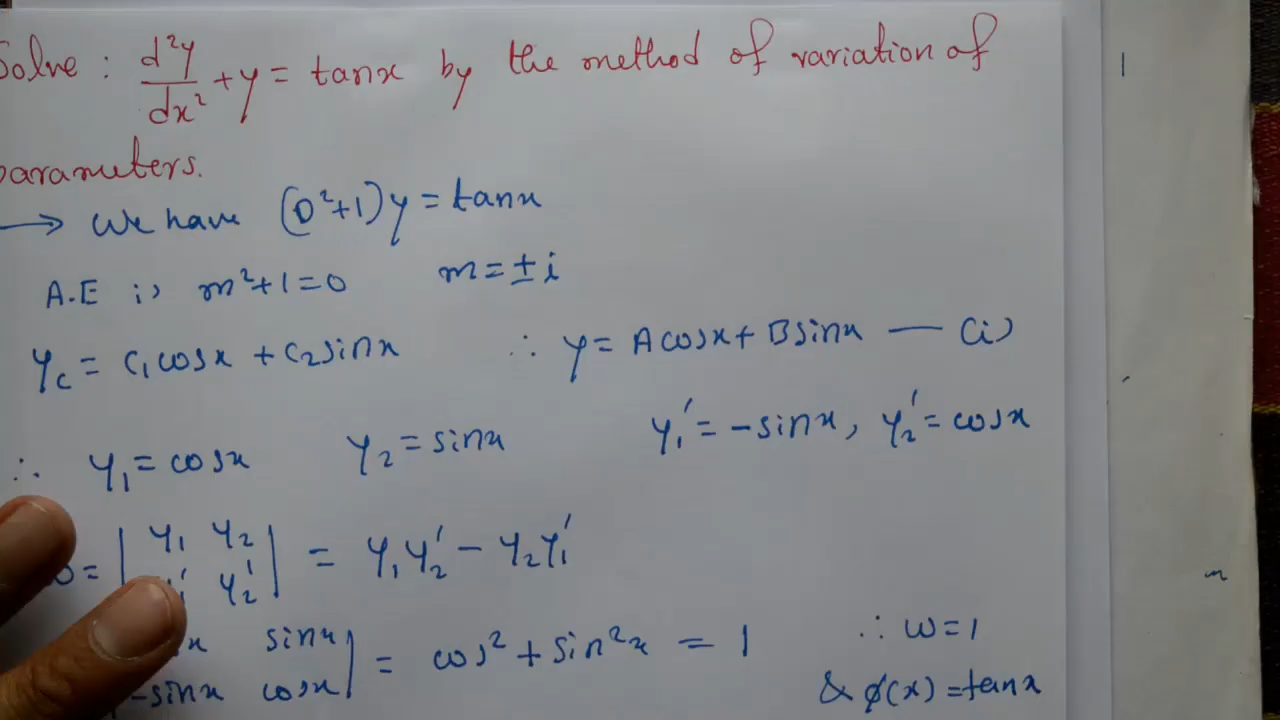 Solve : d²y/dx² + y = tanx by the method of variation of
parameters.
→ We have (D²+1)y = tanx
A.E is m²+1=0 m=±i
Yc = C₁cosx + C₂sinx ∴ y = Acosx + Bsinx — (i)
∴ Y₁ = cosx Y₂ = sinx Y₁' = -sinx, Y₂' = cosx
= | Y₁ Y₂ ; Y₂' | = Y₁Y₂' - Y₂Y₁'
sinx ; -sinx cosx | = cos² + sin²x = 1 ∴ W=1
& φ(x) = tanx